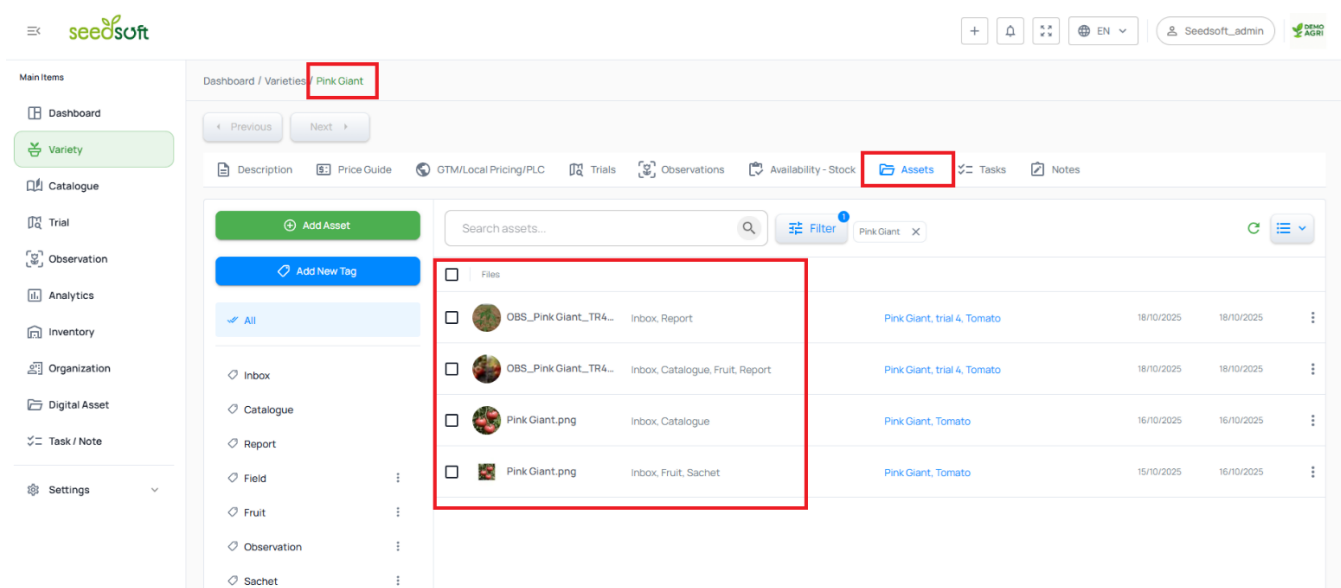 seedsoft
EN
Seedsoft_admin
DEMO AGRI
Main Items
Dashboard
Variety
Catalogue
Trial
Observation
Analytics
Inventory
Organization
Digital Asset
Task / Note
Settings
Dashboard / Varieties / Pink Giant
Previous
Next
Description
Price Guide
GTM/Local Pricing/PLC
Trials
Observations
Availability - Stock
Assets
Tasks
Notes
Add Asset
Add New Tag
All
Inbox
Catalogue
Report
Field
Fruit
Observation
Sachet
Search assets...
Filter
1
Pink Giant
Files
OBS_Pink Giant_TR4... Inbox, Report Pink Giant, trial 4, Tomato 18/10/2025 18/10/2025
OBS_Pink Giant_TR4... Inbox, Catalogue, Fruit, Report Pink Giant, trial 4, Tomato 18/10/2025 18/10/2025
Pink Giant.png Inbox, Catalogue Pink Giant, Tomato 16/10/2025 16/10/2025
Pink Giant.png Inbox, Fruit, Sachet Pink Giant, Tomato 15/10/2025 16/10/2025